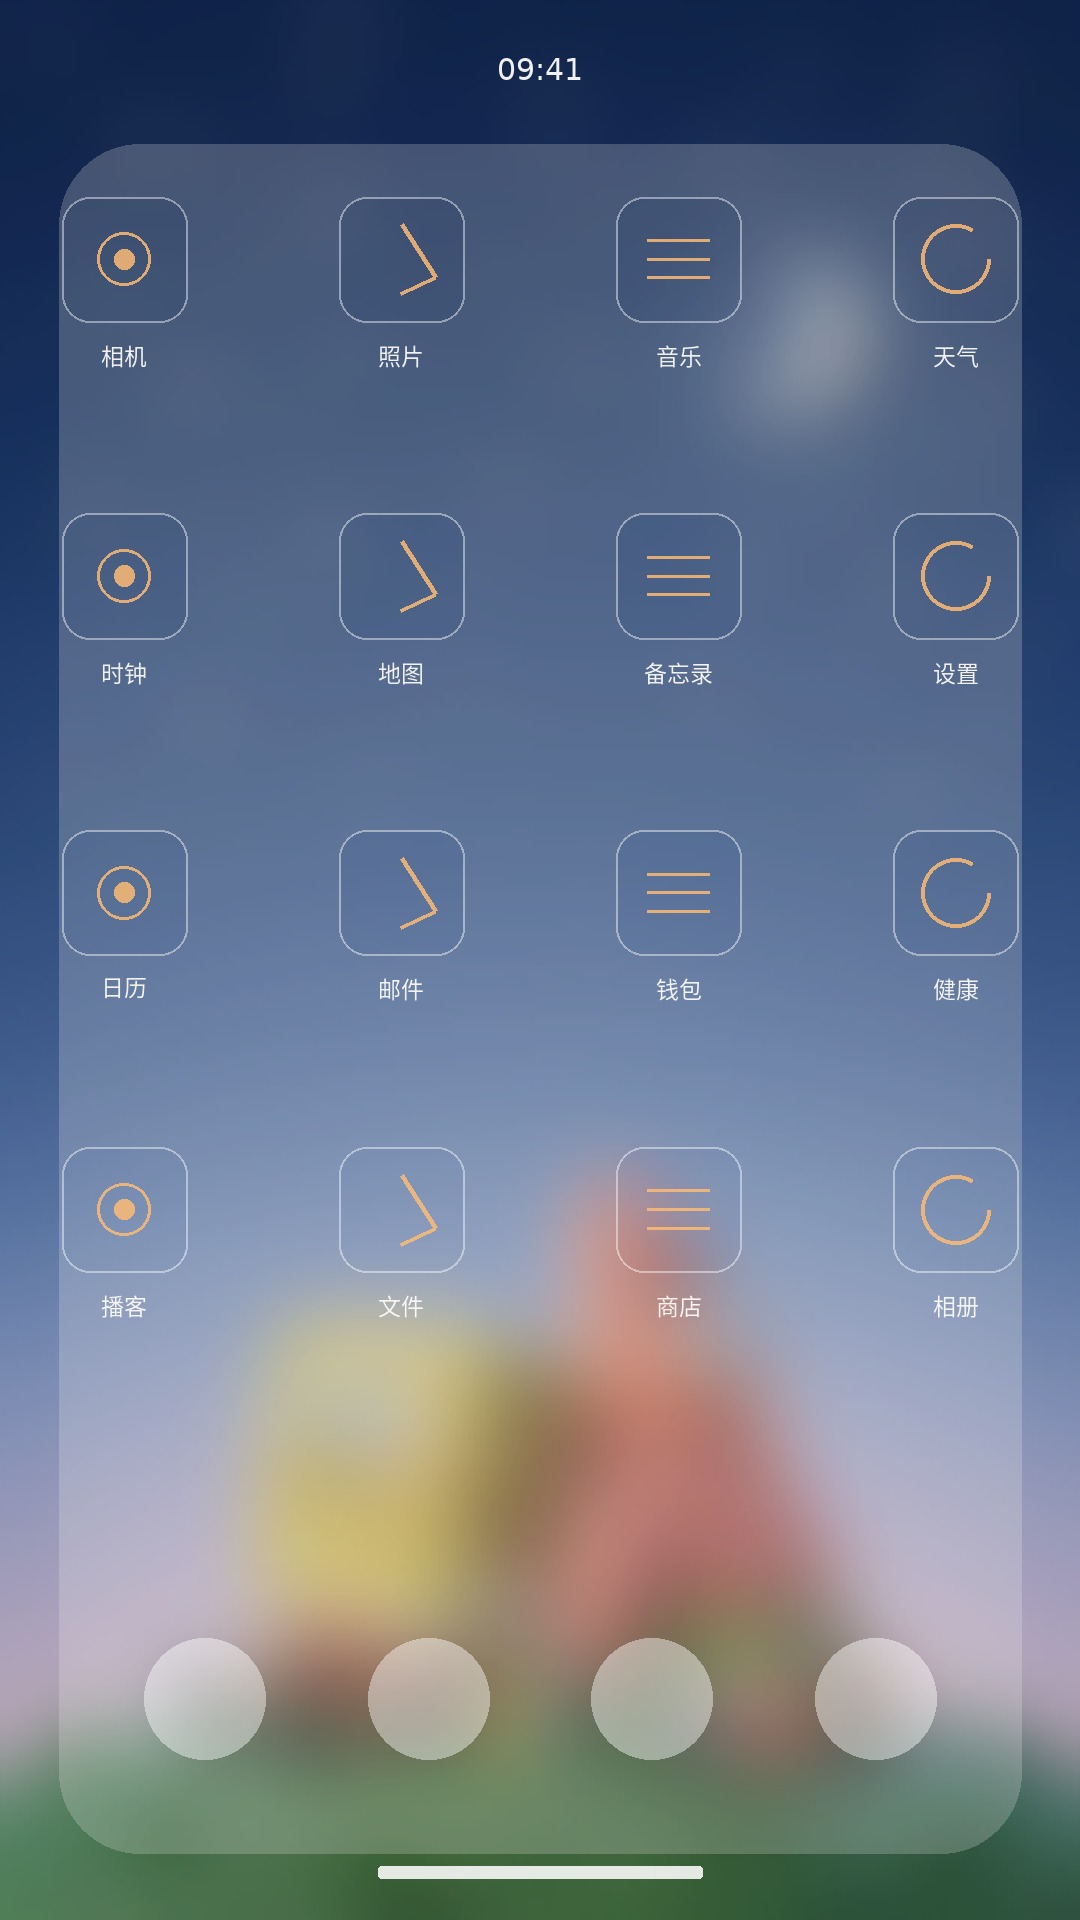 09:41
相机 照片 音乐 天气
时钟 地图 备忘录 设置
日历 邮件 钱包 健康
播客 文件 商店 相册